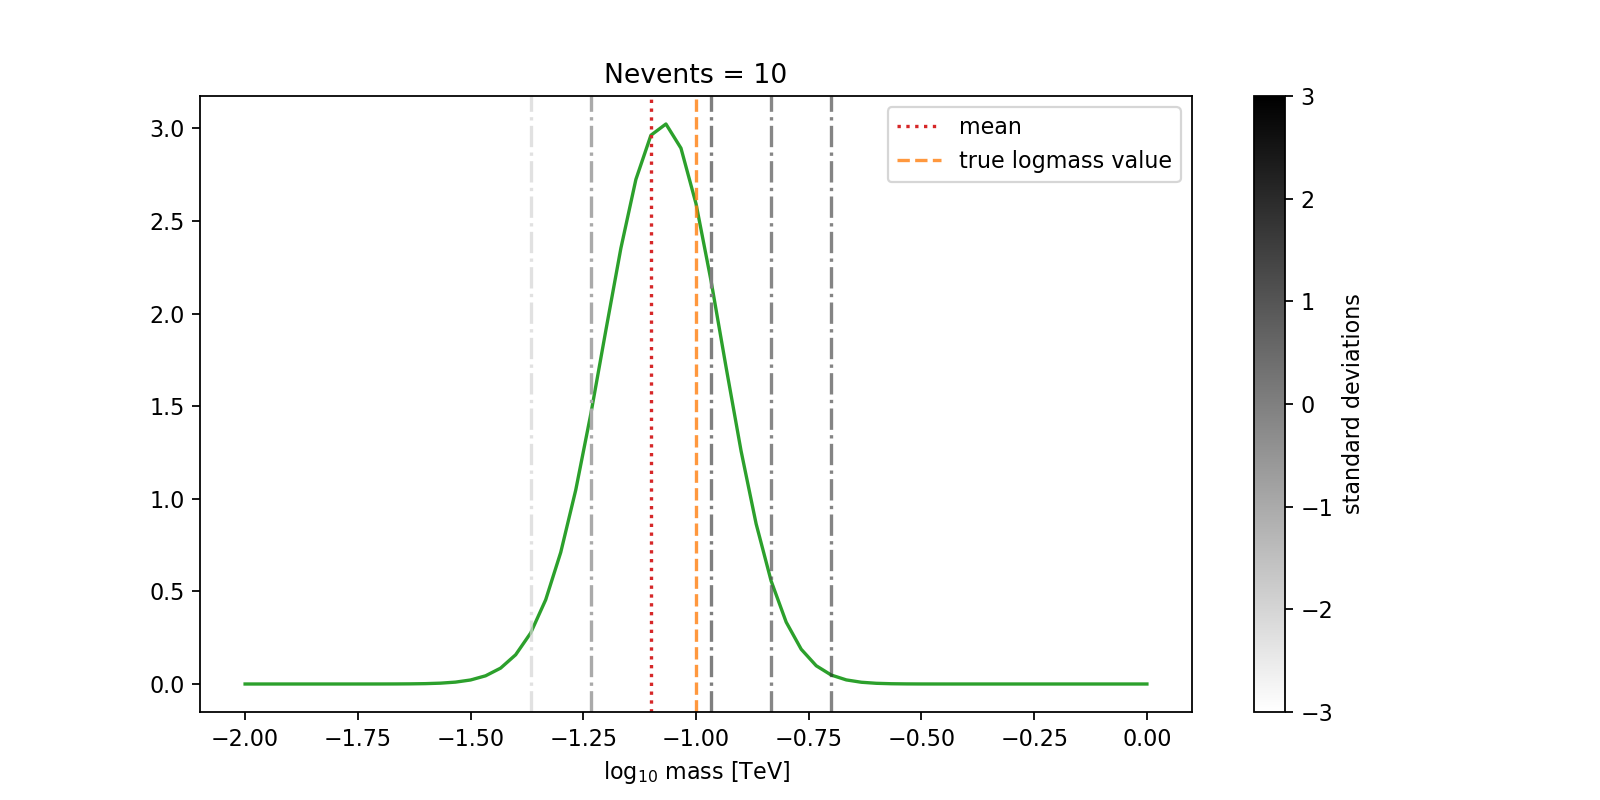 Nevents = 10
mean
true logmass value
3.0
2.5
2.0
1.5
1.0
0.5
0.0
−2.00 −1.75 −1.50 −1.25 −1.00 −0.75 −0.50 −0.25 0.00
log₁₀ mass [TeV]
3
2
1
0
−1
−2
−3
standard deviations